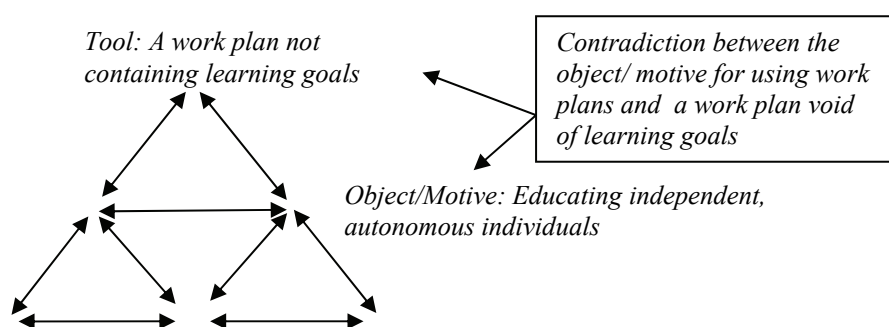 Tool: A work plan not
containing learning goals
Contradiction between the
object/ motive for using work
plans and a work plan void
of learning goals
Object/Motive: Educating independent,
autonomous individuals